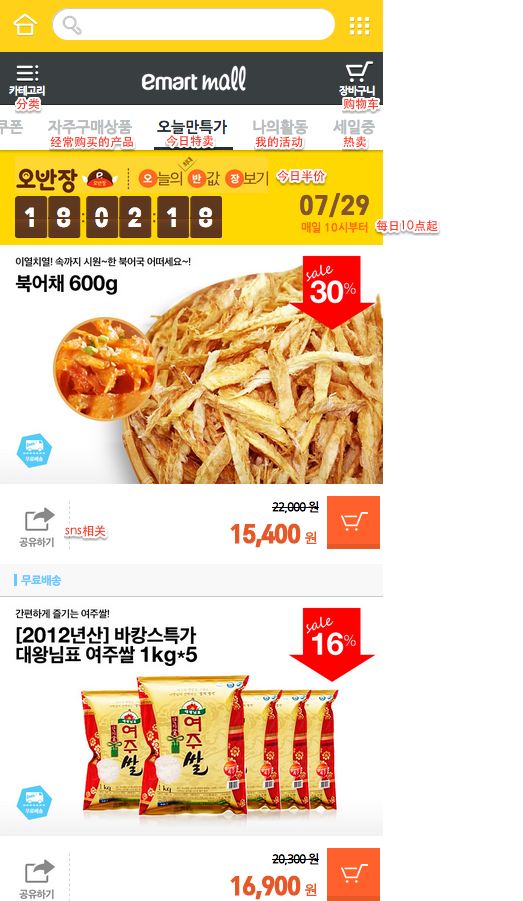 카테고리
emart mall
장바구니
分类
购物车
쿠폰 자주구매상품 오늘만특가 나의활동 세일중
经常购买的产品 今日特卖 我的活动 热卖
오반장 오반장 오늘의 반값 장보기 今日半价
18:02:18
07/29
매일 10시부터 每日10点起
이열치열! 속까지 시원~한 북어국 어떠세요~!
북어채 600g
sale
30%
무료배송
22,000 원
sns相关
15,400 원
공유하기
무료배송
간편하게 즐기는 여주쌀!
[2012년산] 바캉스특가
대왕님표 여주쌀 1kg*5
sale
16%
여주쌀
1kg
무료배송
20,300 원
16,900 원
공유하기